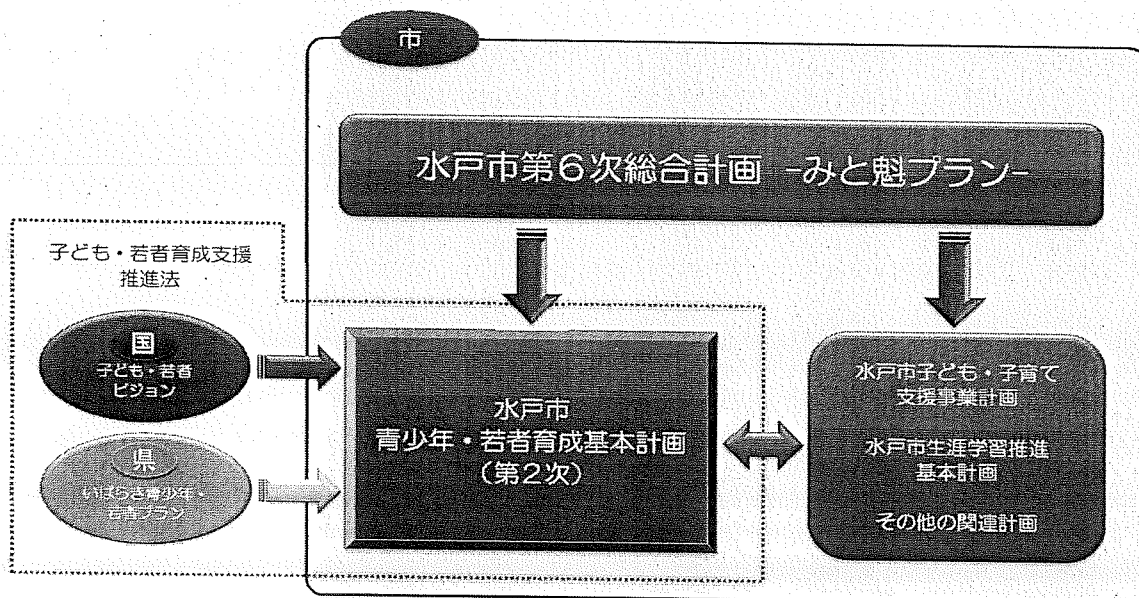 市
水戸市第6次総合計画 -みと魁プラン-
子ども・若者育成支援
推進法
国
子ども・若者
ビジョン
県
いばらき青少年・
若者プラン
水戸市
青少年・若者育成基本計画
(第2次)
水戸市子ども・子育て
支援事業計画
水戸市生涯学習推進
基本計画
その他の関連計画